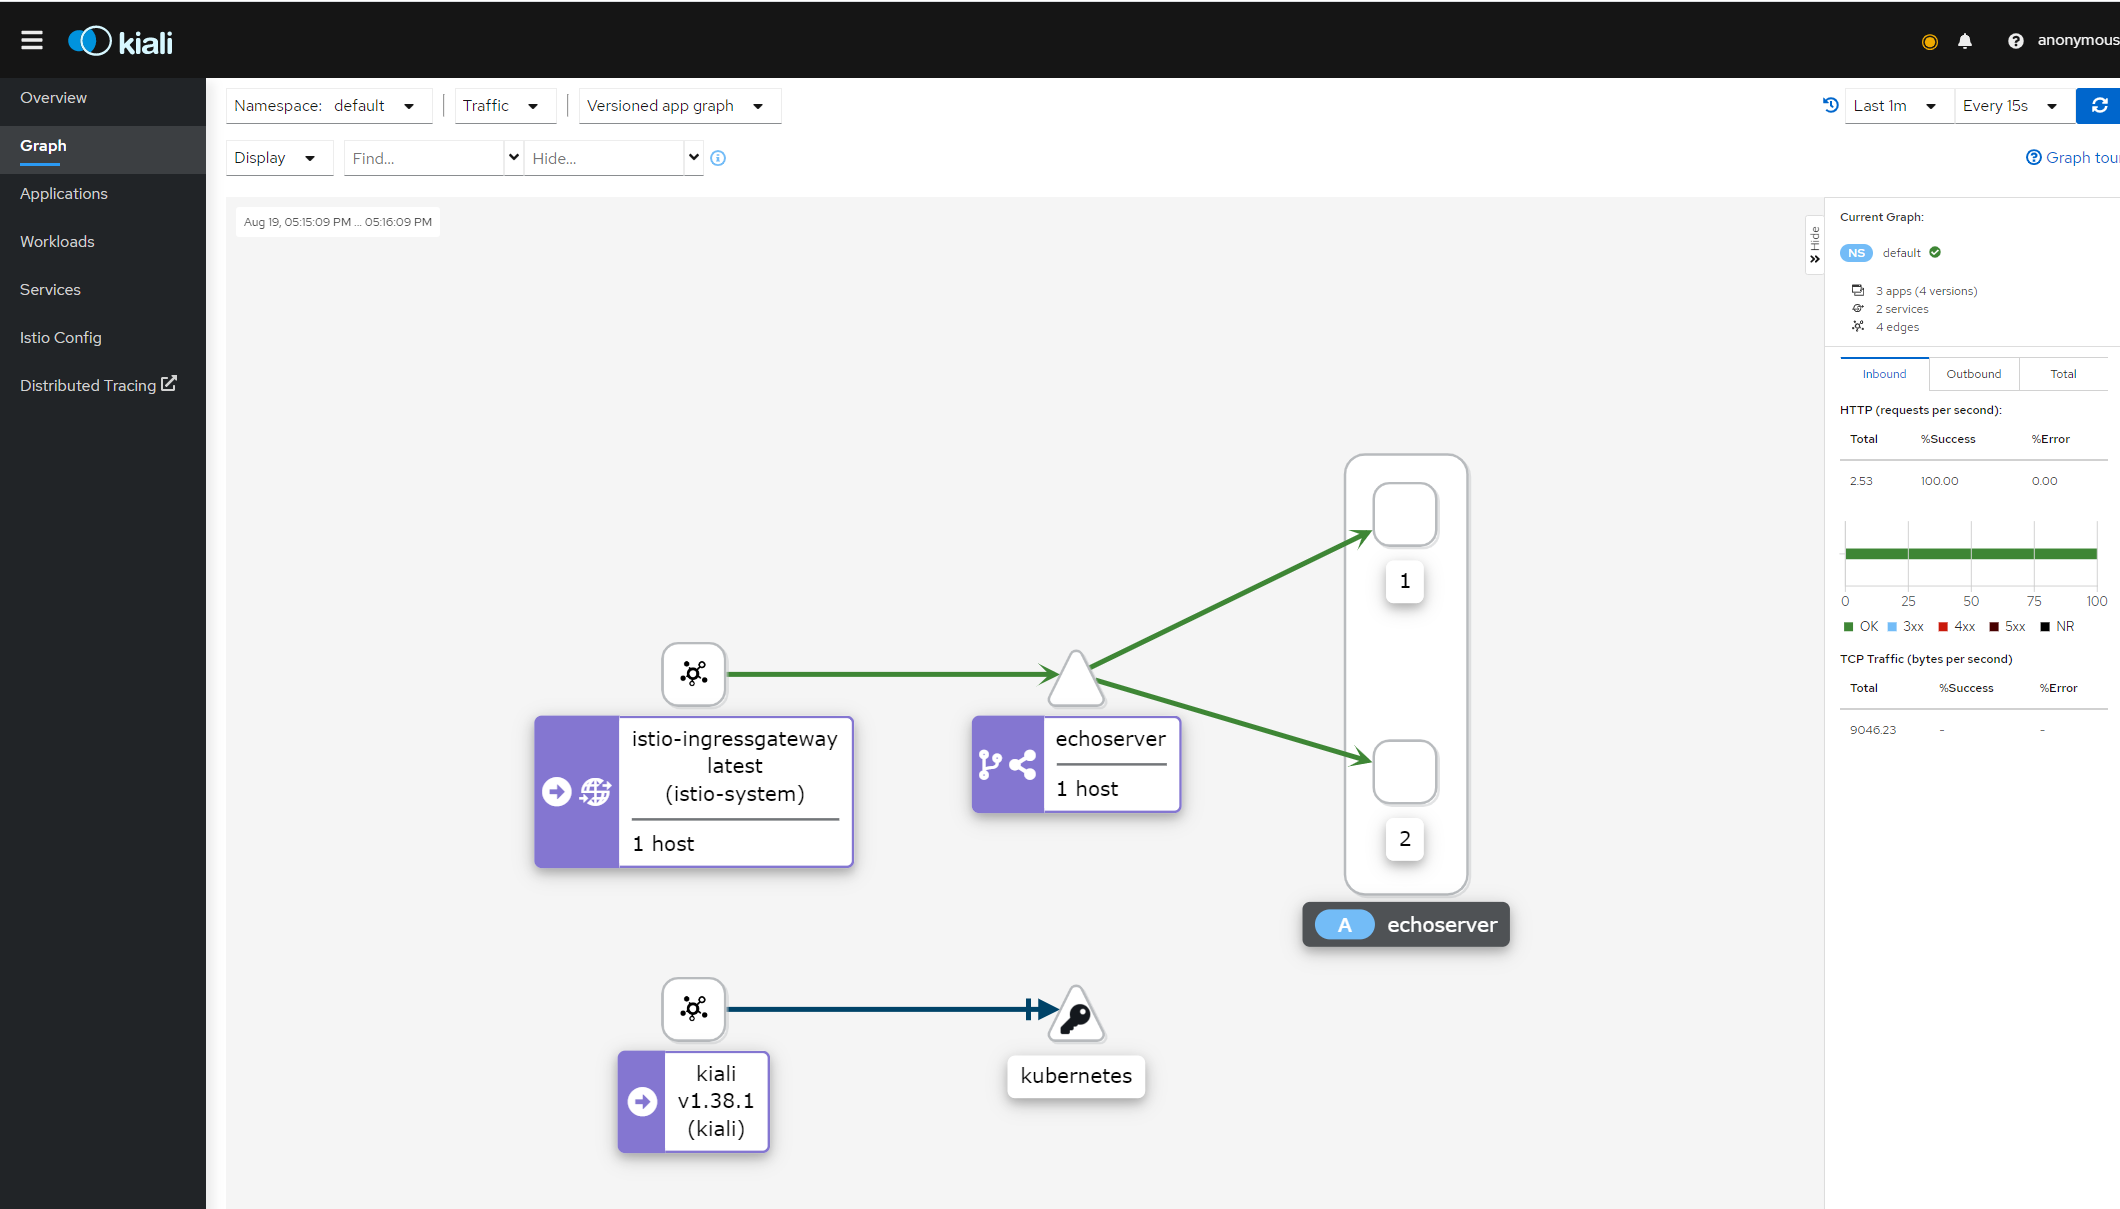 kiali
anonymous
Overview
Graph
Applications
Workloads
Services
Istio Config
Distributed Tracing
Namespace: default
Traffic
Versioned app graph
Last 1m
Every 15s
Display
Find...
Hide...
Graph tour
Aug 19, 05:15:09 PM ... 05:16:09 PM
Hide
istio-ingressgateway
latest
(istio-system)
1 host
echoserver
1 host
1
2
A echoserver
kiali
v1.38.1
(kiali)
kubernetes
Current Graph:
NS default
3 apps (4 versions)
2 services
4 edges
Inbound Outbound Total
HTTP (requests per second):
Total %Success %Error
2.53 100.00 0.00
0 25 50 75 100
OK 3xx 4xx 5xx NR
TCP Traffic (bytes per second)
Total %Success %Error
9046.23 - -